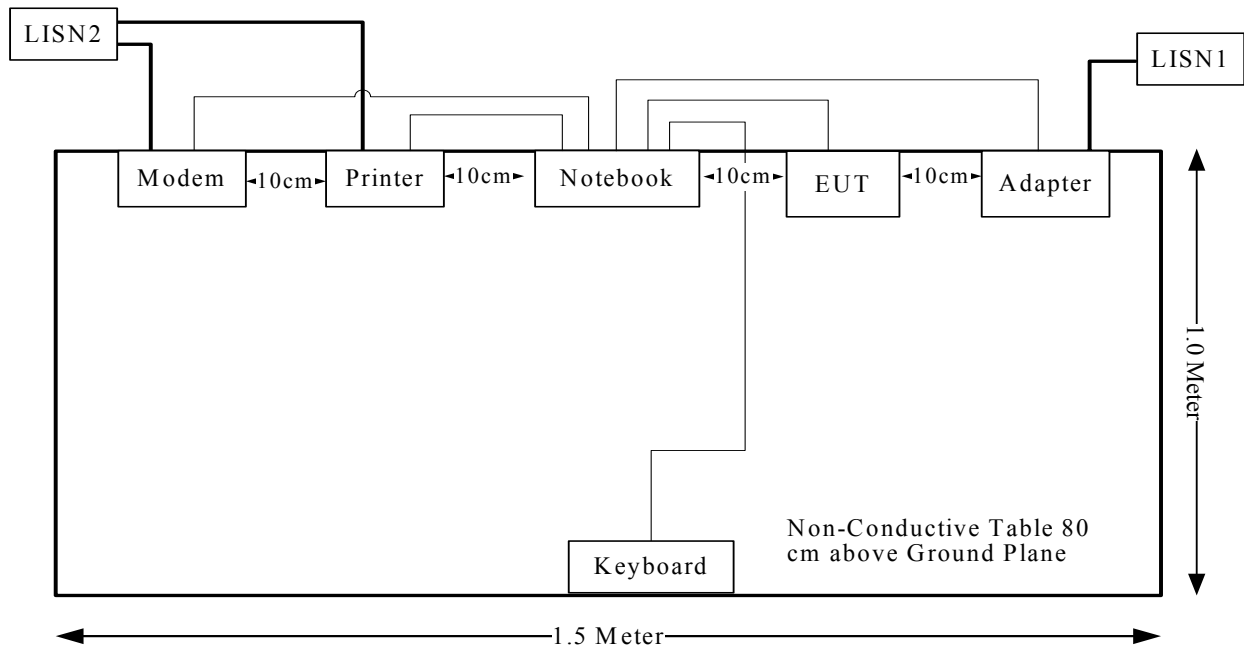 LISN2
LISN1
Modem
10cm
Printer
10cm
Notebook
10cm
EUT
10cm
Adapter
1.0 Meter
Non-Conductive Table 80
cm above Ground Plane
Keyboard
1.5 Meter